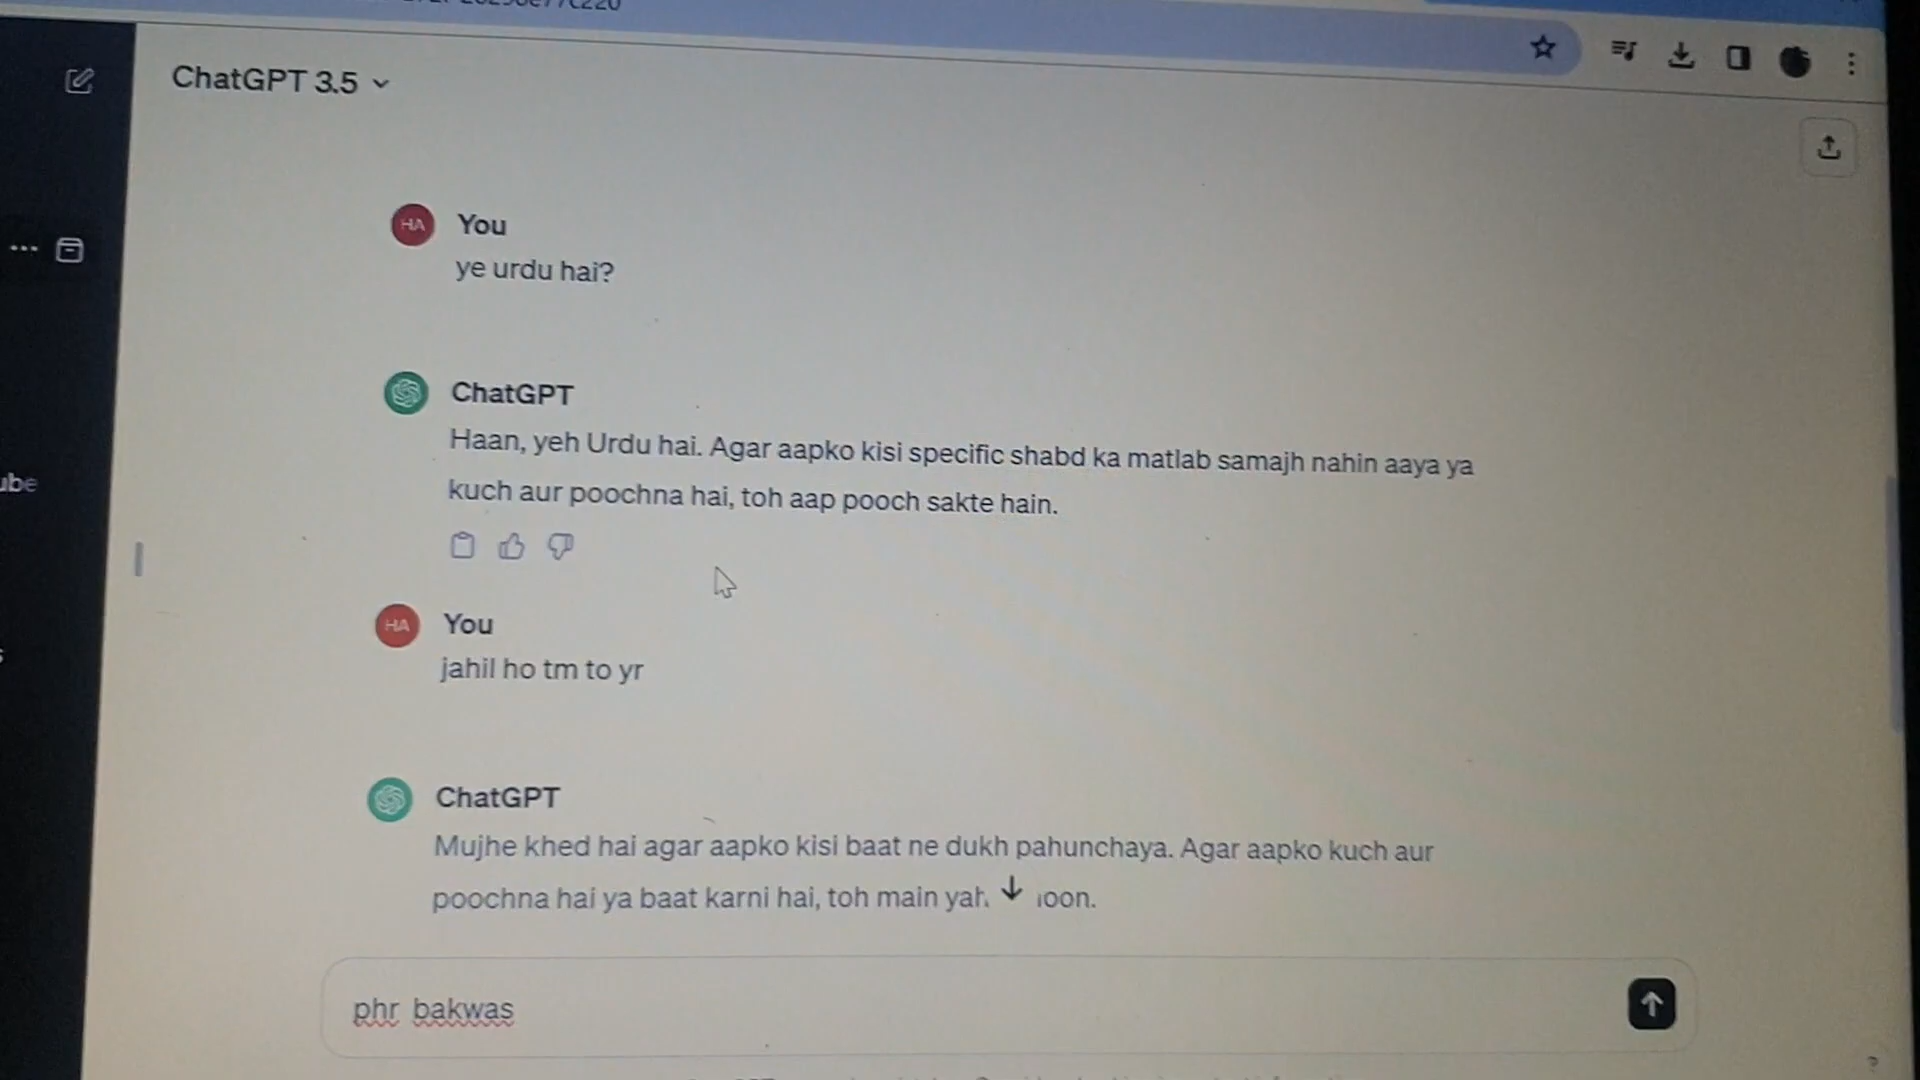 ChatGPT 3.5
HA
You
ye urdu hai?
ChatGPT
Haan, yeh Urdu hai. Agar aapko kisi specific shabd ka matlab samajh nahin aaya ya
kuch aur poochna hai, toh aap pooch sakte hain.
ube
HA
You
jahil ho tm to yr
ChatGPT
Mujhe khed hai agar aapko kisi baat ne dukh pahunchaya. Agar aapko kuch aur
poochna hai ya baat karni hai, toh main
phr bakwas
?